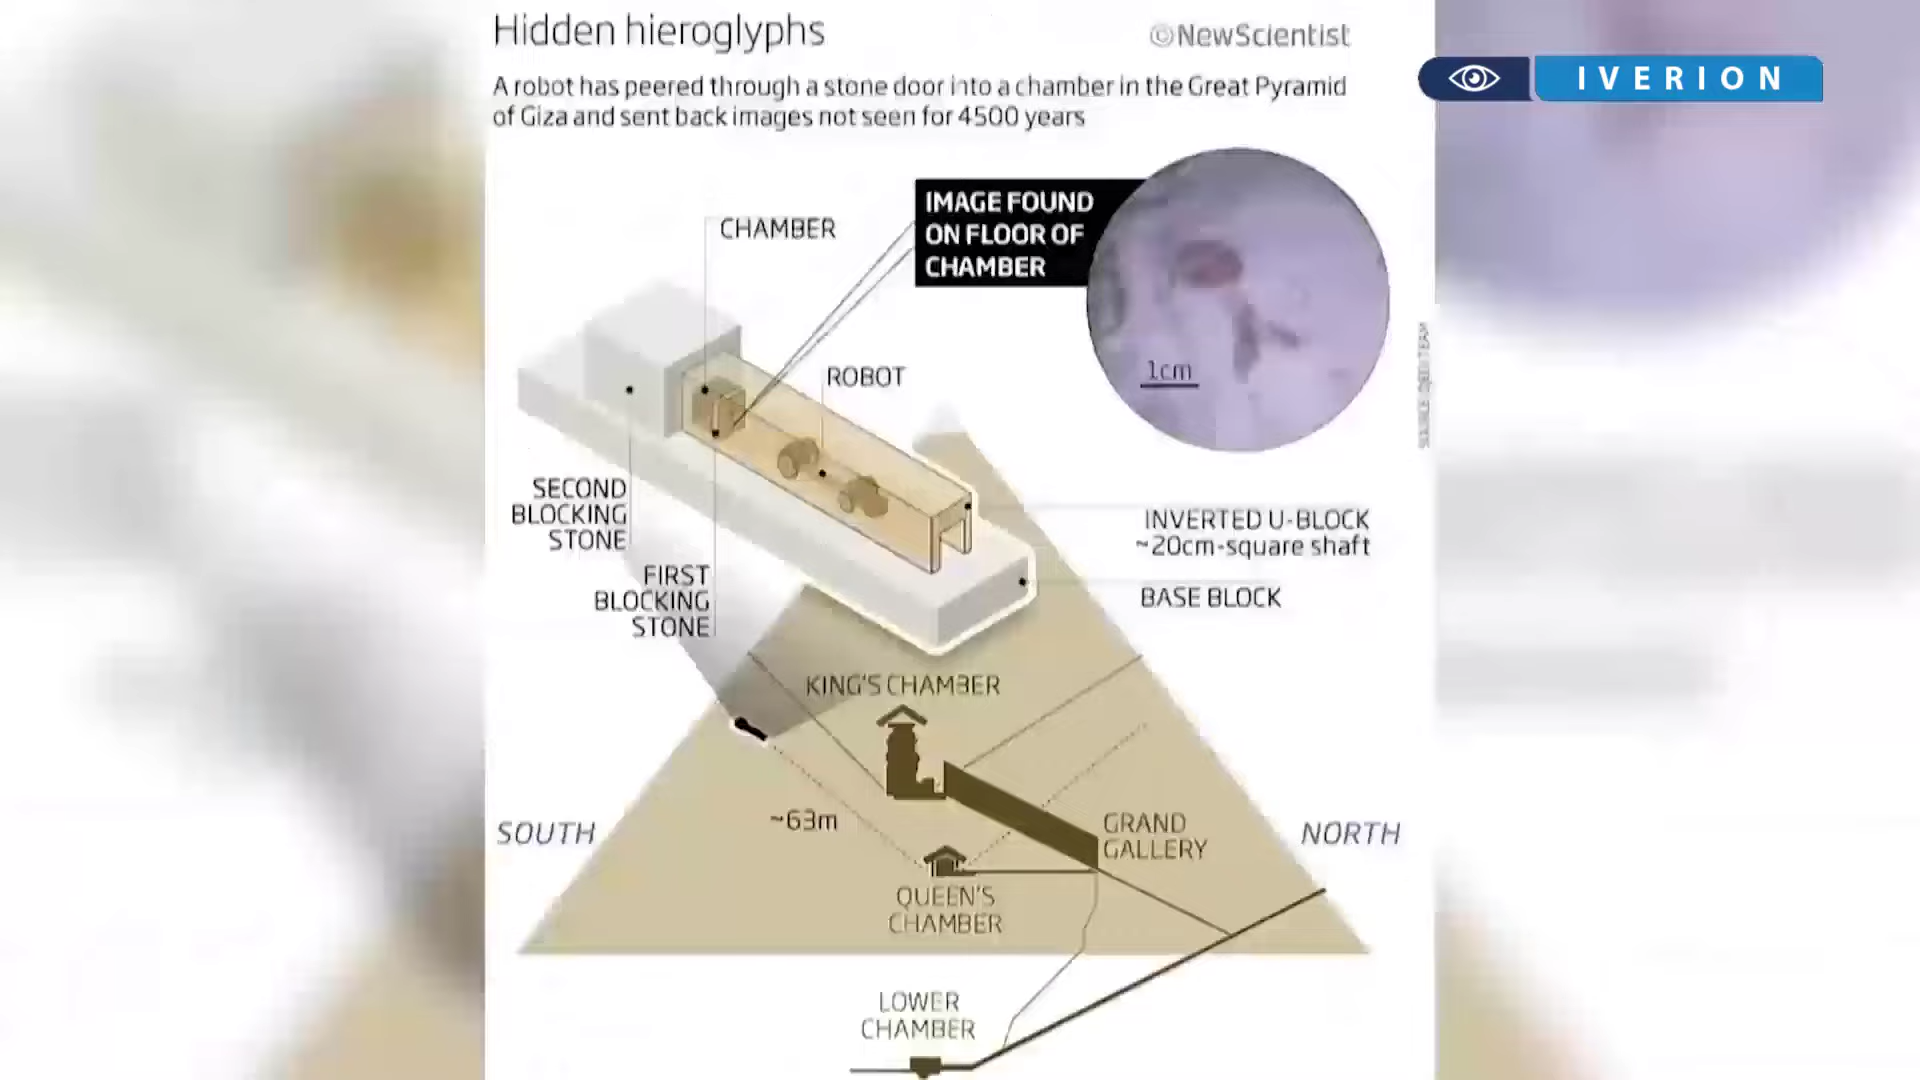 Hidden hieroglyphs
©NewScientist
A robot has peered through a stone door into a chamber in the Great Pyramid
of Giza and sent back images not seen for 4500 years
IVERION
CHAMBER
IMAGE FOUND
ON FLOOR OF
CHAMBER
1cm
ROBOT
SECOND
BLOCKING
STONE
FIRST
BLOCKING
STONE
INVERTED U-BLOCK
~20cm-square shaft
BASE BLOCK
KING'S CHAMBER
~63m
SOUTH
NORTH
GRAND
GALLERY
QUEEN'S
CHAMBER
LOWER
CHAMBER